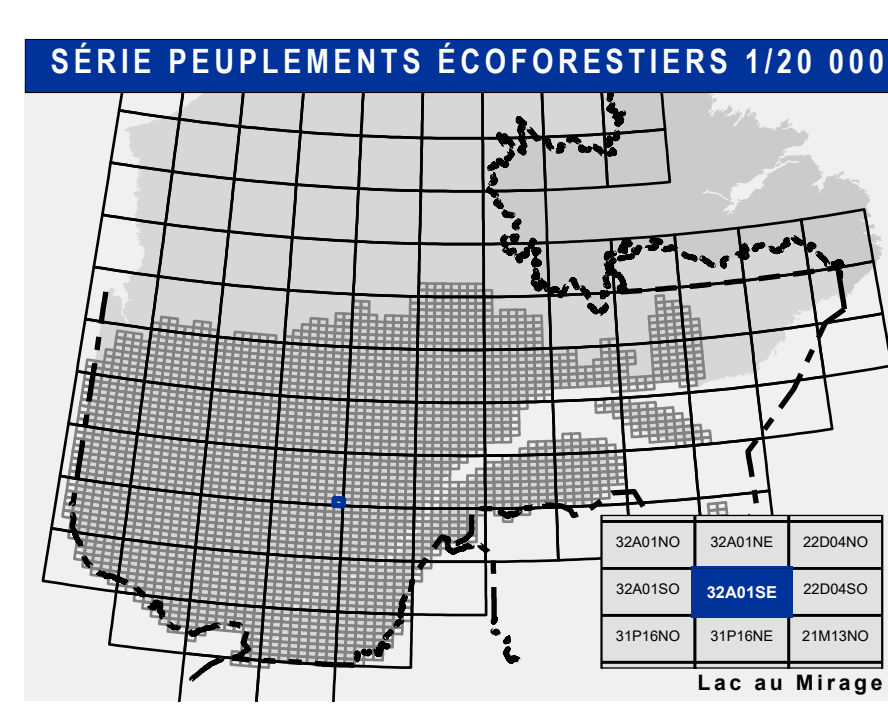 SÉRIE PEUPLEMENTS ÉCOFORESTIERS 1/20 000
32A01NO 32A01NE 22D04NO
32A01SO 32A01SE 22D04SO
31P16NO 31P16NE 21M13NO
Lac au Mirage